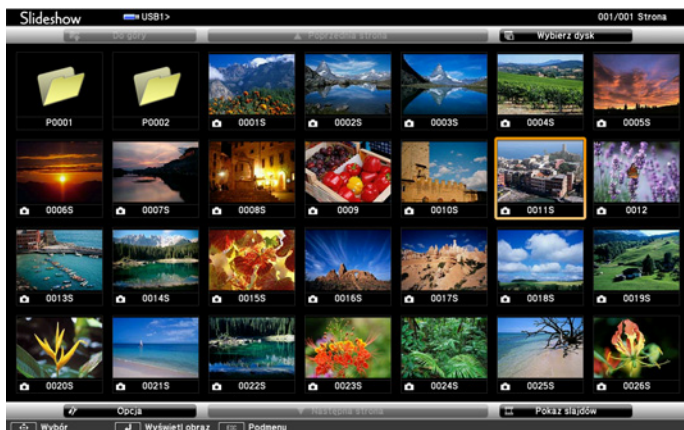 Slideshow USB1> 001/001 Strona
Do góry Poprzednia strona Wybierz dysk
P0001 P0002 0001S 0002S 0003S 0004S 0005S
0006S 0007S 0008S 0009 0010S 0011S 0012
0013S 0014S 0015S 0016S 0017S 0018S 0019S
0020S 0021S 0022S 0023S 0024S 0025S 0026S
Opcja Następna strona Pokaz slajdów
Wybór Wyświetl obraz Esc Podmenu